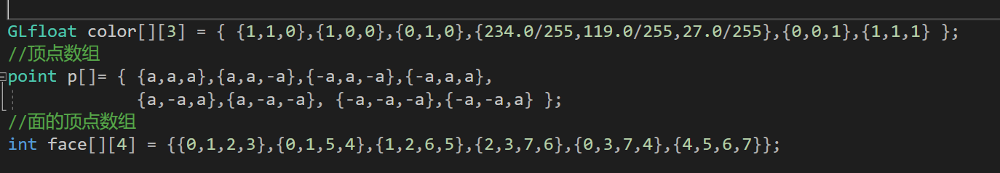 GLfloat color[][3] = { {1,1,0},{1,0,0},{0,1,0},{234.0/255,119.0/255,27.0/255},{0,0,1},{1,1,1} };
//顶点数组
point p[]= { {a,a,a},{a,a,-a},{-a,a,-a},{-a,a,a},
{a,-a,a},{a,-a,-a}, {-a,-a,-a},{-a,-a,a} };
//面的顶点数组
int face[][4] = {{0,1,2,3},{0,1,5,4},{1,2,6,5},{2,3,7,6},{0,3,7,4},{4,5,6,7}};